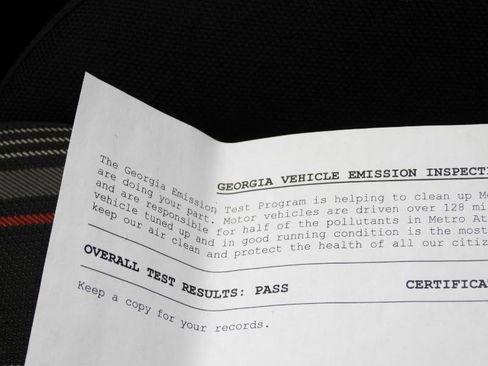 GEORGIA VEHICLE EMISSION INSPECTI
The Georgia Emission Test Program is helping to clean up
are doing your part. Motor vehicles are driven over 128
and are responsible for half of the pollutants in Metro
vehicle tuned up and in good running condition is the most
keep our air clean and protect the health of all our
OVERALL TEST RESULTS: PASS CERTIFICA
Keep a copy for your records.